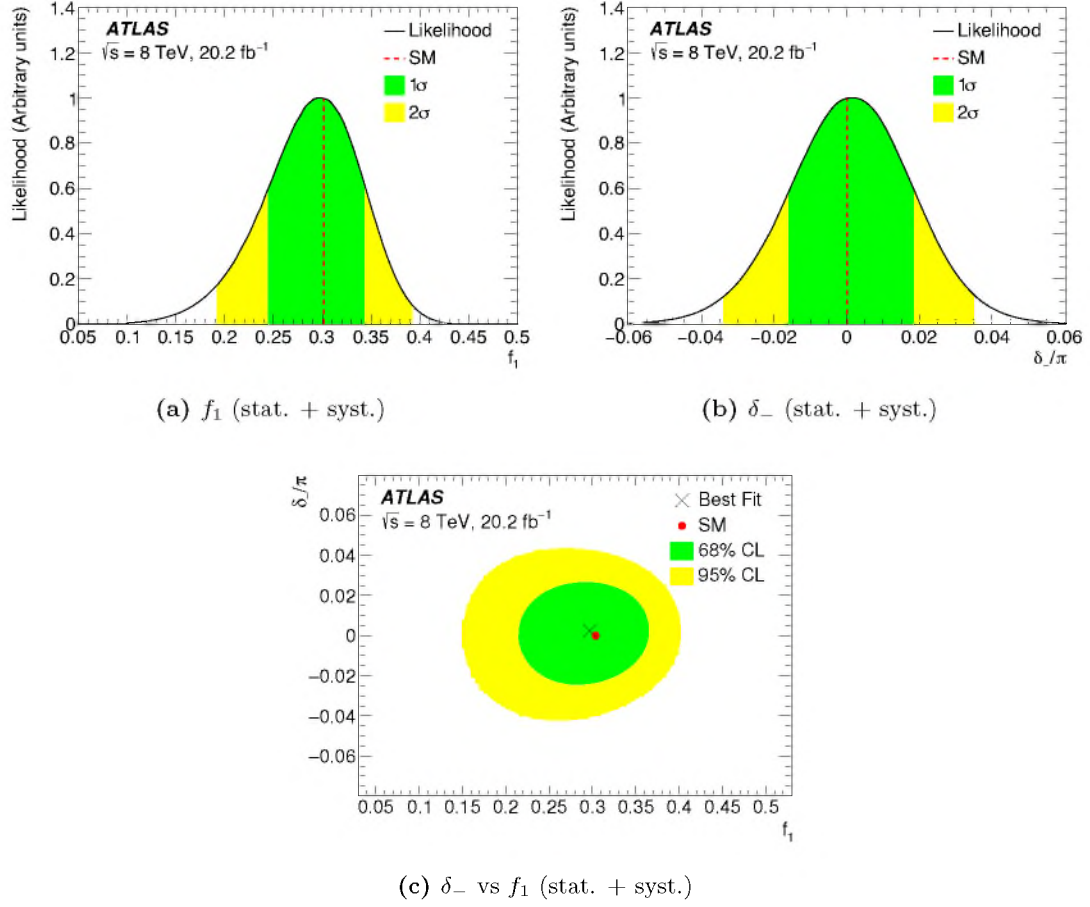 ATLAS
√s = 8 TeV, 20.2 fb⁻¹
Likelihood
SM
1σ
2σ
Likelihood (Arbitrary units)
1.4
1.2
1
0.8
0.6
0.4
0.2
0
0.05 0.1 0.15 0.2 0.25 0.3 0.35 0.4 0.45 0.5
f₁
(a) f₁ (stat. + syst.)
ATLAS
√s = 8 TeV, 20.2 fb⁻¹
Likelihood
SM
1σ
2σ
Likelihood (Arbitrary units)
1.4
1.2
1
0.8
0.6
0.4
0.2
0
−0.06 −0.04 −0.02 0 0.02 0.04 0.06
δ₋/π
(b) δ₋ (stat. + syst.)
ATLAS
√s = 8 TeV, 20.2 fb⁻¹
Best Fit
SM
68% CL
95% CL
δ₋/π
0.06
0.04
0.02
0
−0.02
−0.04
−0.06
0.05 0.1 0.15 0.2 0.25 0.3 0.35 0.4 0.45 0.5
f₁
(c) δ₋ vs f₁ (stat. + syst.)